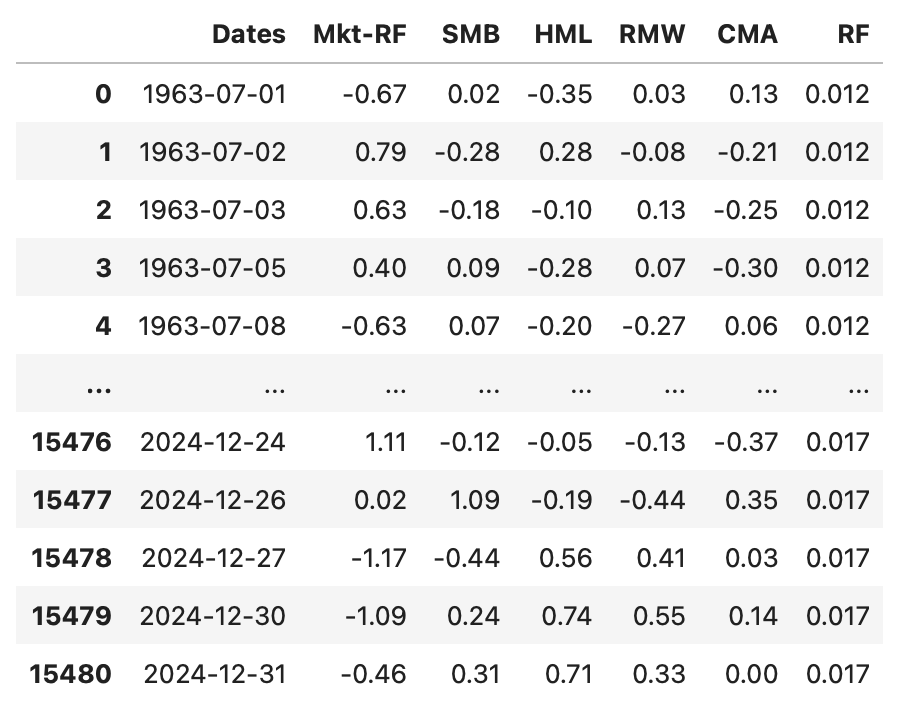 Dates Mkt-RF SMB HML RMW CMA RF
0 1963-07-01 -0.67 0.02 -0.35 0.03 0.13 0.012
1 1963-07-02 0.79 -0.28 0.28 -0.08 -0.21 0.012
2 1963-07-03 0.63 -0.18 -0.10 0.13 -0.25 0.012
3 1963-07-05 0.40 0.09 -0.28 0.07 -0.30 0.012
4 1963-07-08 -0.63 0.07 -0.20 -0.27 0.06 0.012
... ... ... ... ... ... ... ...
15476 2024-12-24 1.11 -0.12 -0.05 -0.13 -0.37 0.017
15477 2024-12-26 0.02 1.09 -0.19 -0.44 0.35 0.017
15478 2024-12-27 -1.17 -0.44 0.56 0.41 0.03 0.017
15479 2024-12-30 -1.09 0.24 0.74 0.55 0.14 0.017
15480 2024-12-31 -0.46 0.31 0.71 0.33 0.00 0.017